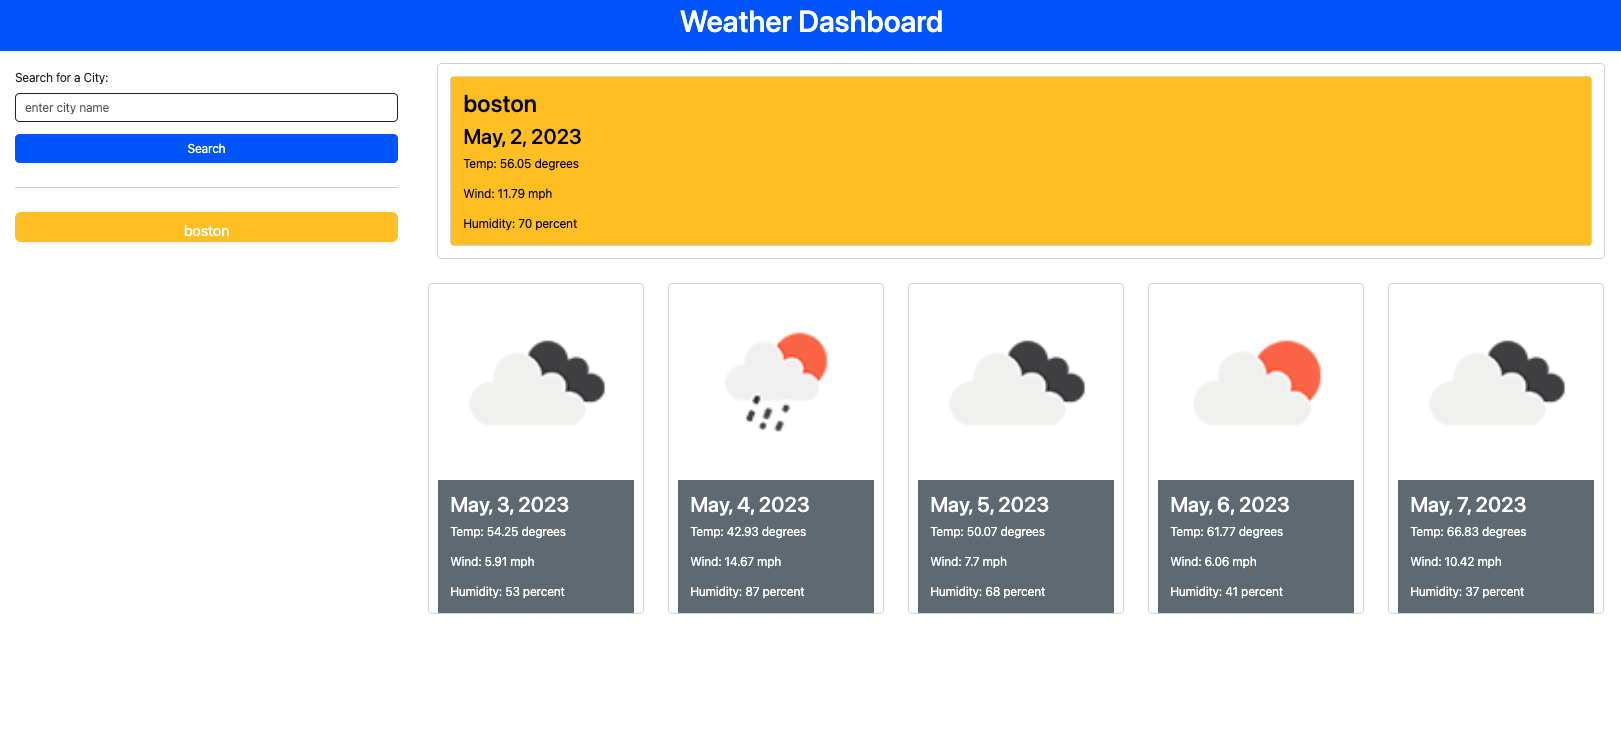 Weather Dashboard
Search for a City:
enter city name
Search
boston
boston
May, 2, 2023
Temp: 56.05 degrees
Wind: 11.79 mph
Humidity: 70 percent
May, 3, 2023
Temp: 54.25 degrees
Wind: 5.91 mph
Humidity: 53 percent
May, 4, 2023
Temp: 42.93 degrees
Wind: 14.67 mph
Humidity: 87 percent
May, 5, 2023
Temp: 50.07 degrees
Wind: 7.7 mph
Humidity: 68 percent
May, 6, 2023
Temp: 61.77 degrees
Wind: 6.06 mph
Humidity: 41 percent
May, 7, 2023
Temp: 66.83 degrees
Wind: 10.42 mph
Humidity: 37 percent